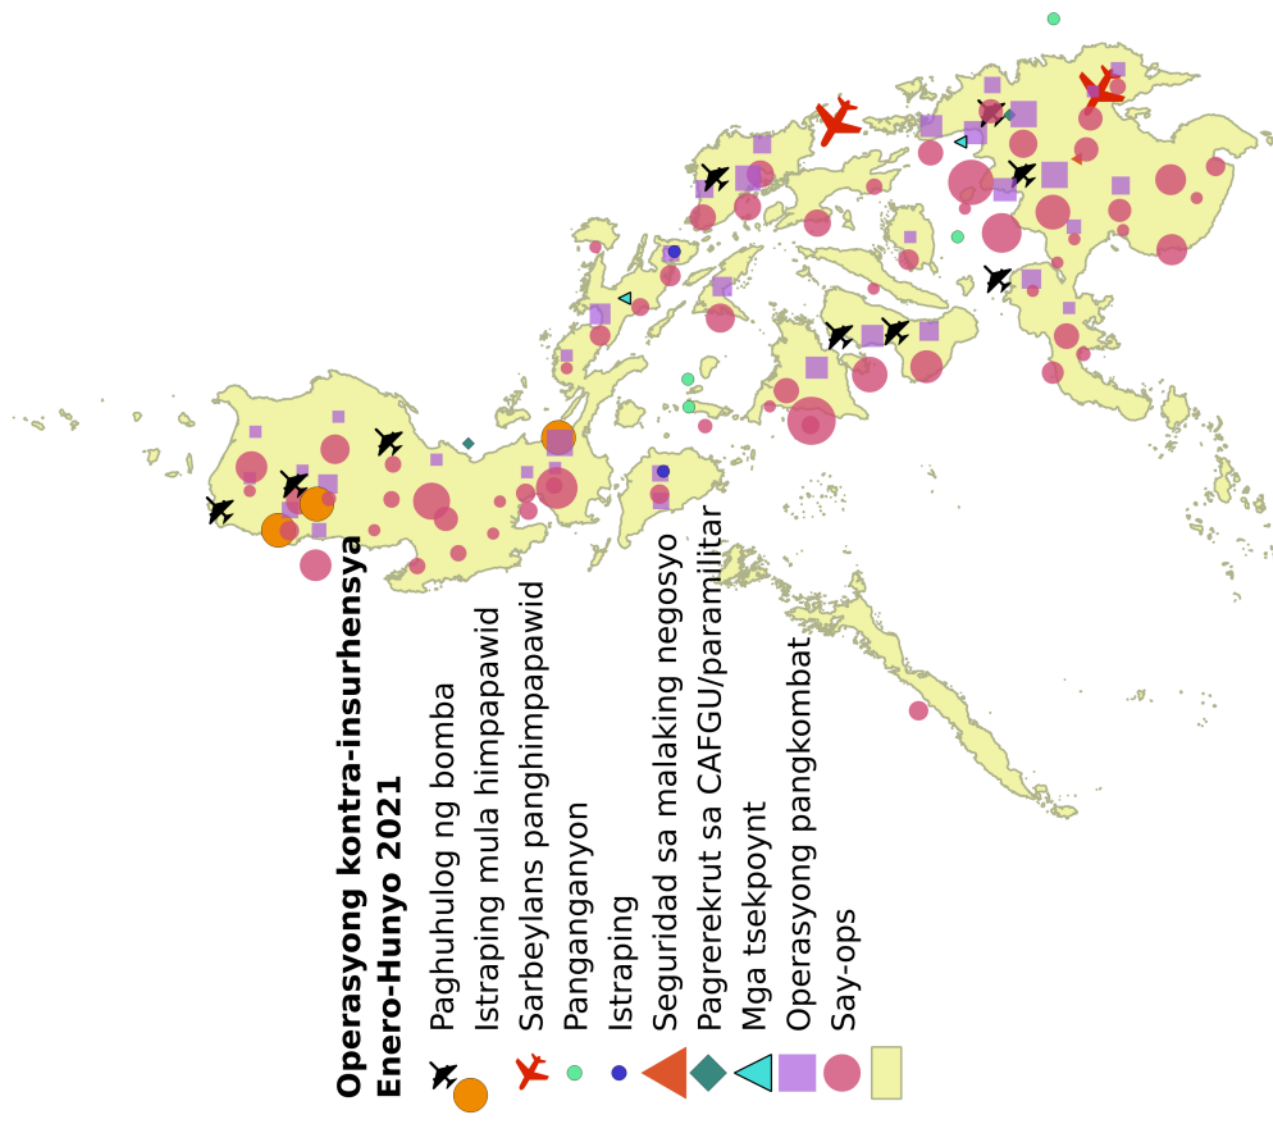 Operasyong kontra-insurhensya
Enero-Hunyo 2021
Paghuhulog ng bomba
Istraping mula himpapawid
Sarbeylans panghimpapawid
Panganganyon
Istraping
Seguridad sa malaking negosyo
Pagrerekrut sa CAFGU/paramilitar
Mga tsekpoynt
Operasyong pangkombat
Say-ops